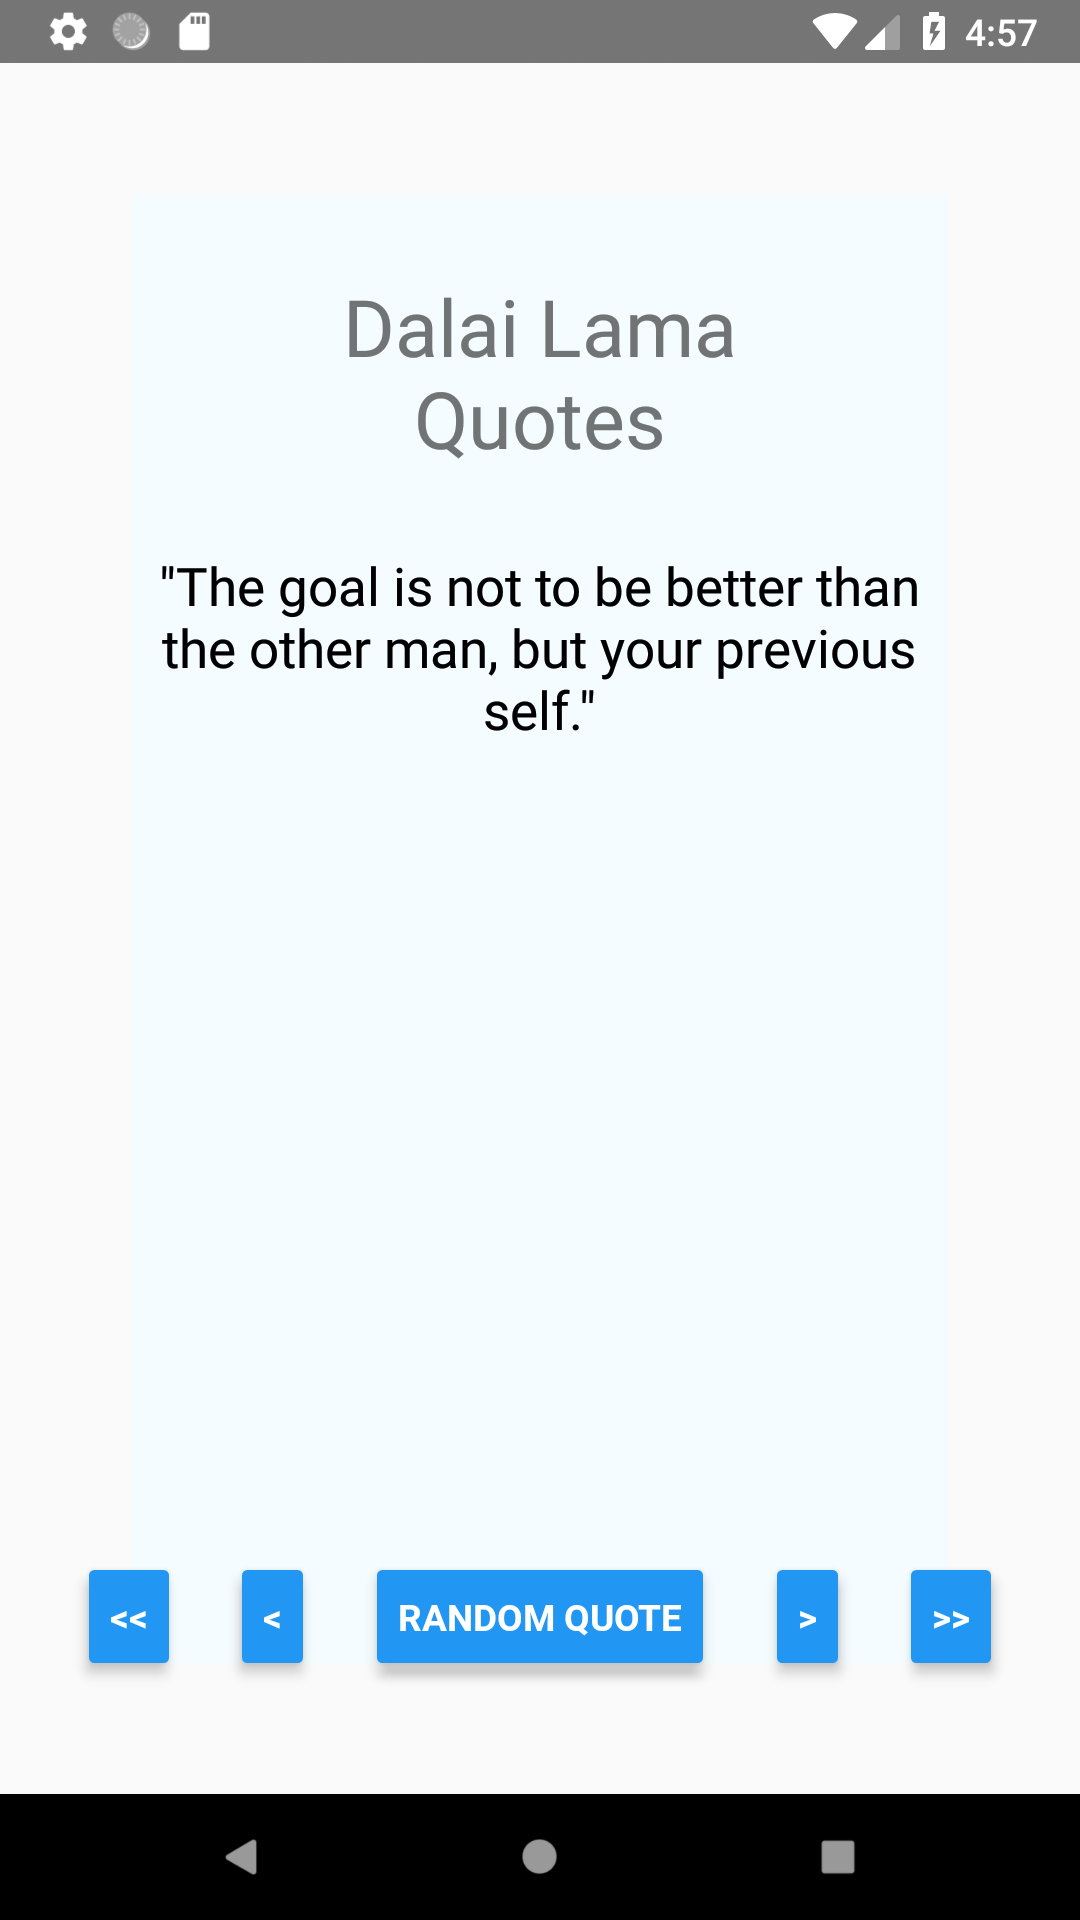 4:57
Dalai Lama
Quotes
"The goal is not to be better than
the other man, but your previous
self."
<< < RANDOM QUOTE > >>